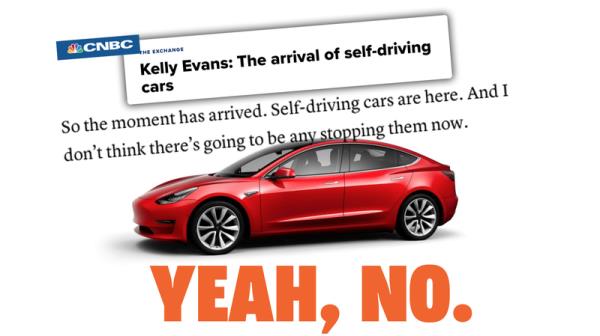 CNBC
THE EXCHANGE
Kelly Evans: The arrival of self-driving
cars
So the moment has arrived. Self-driving cars are here. And I
don't think there's going to be any stopping them now.
YEAH, NO.